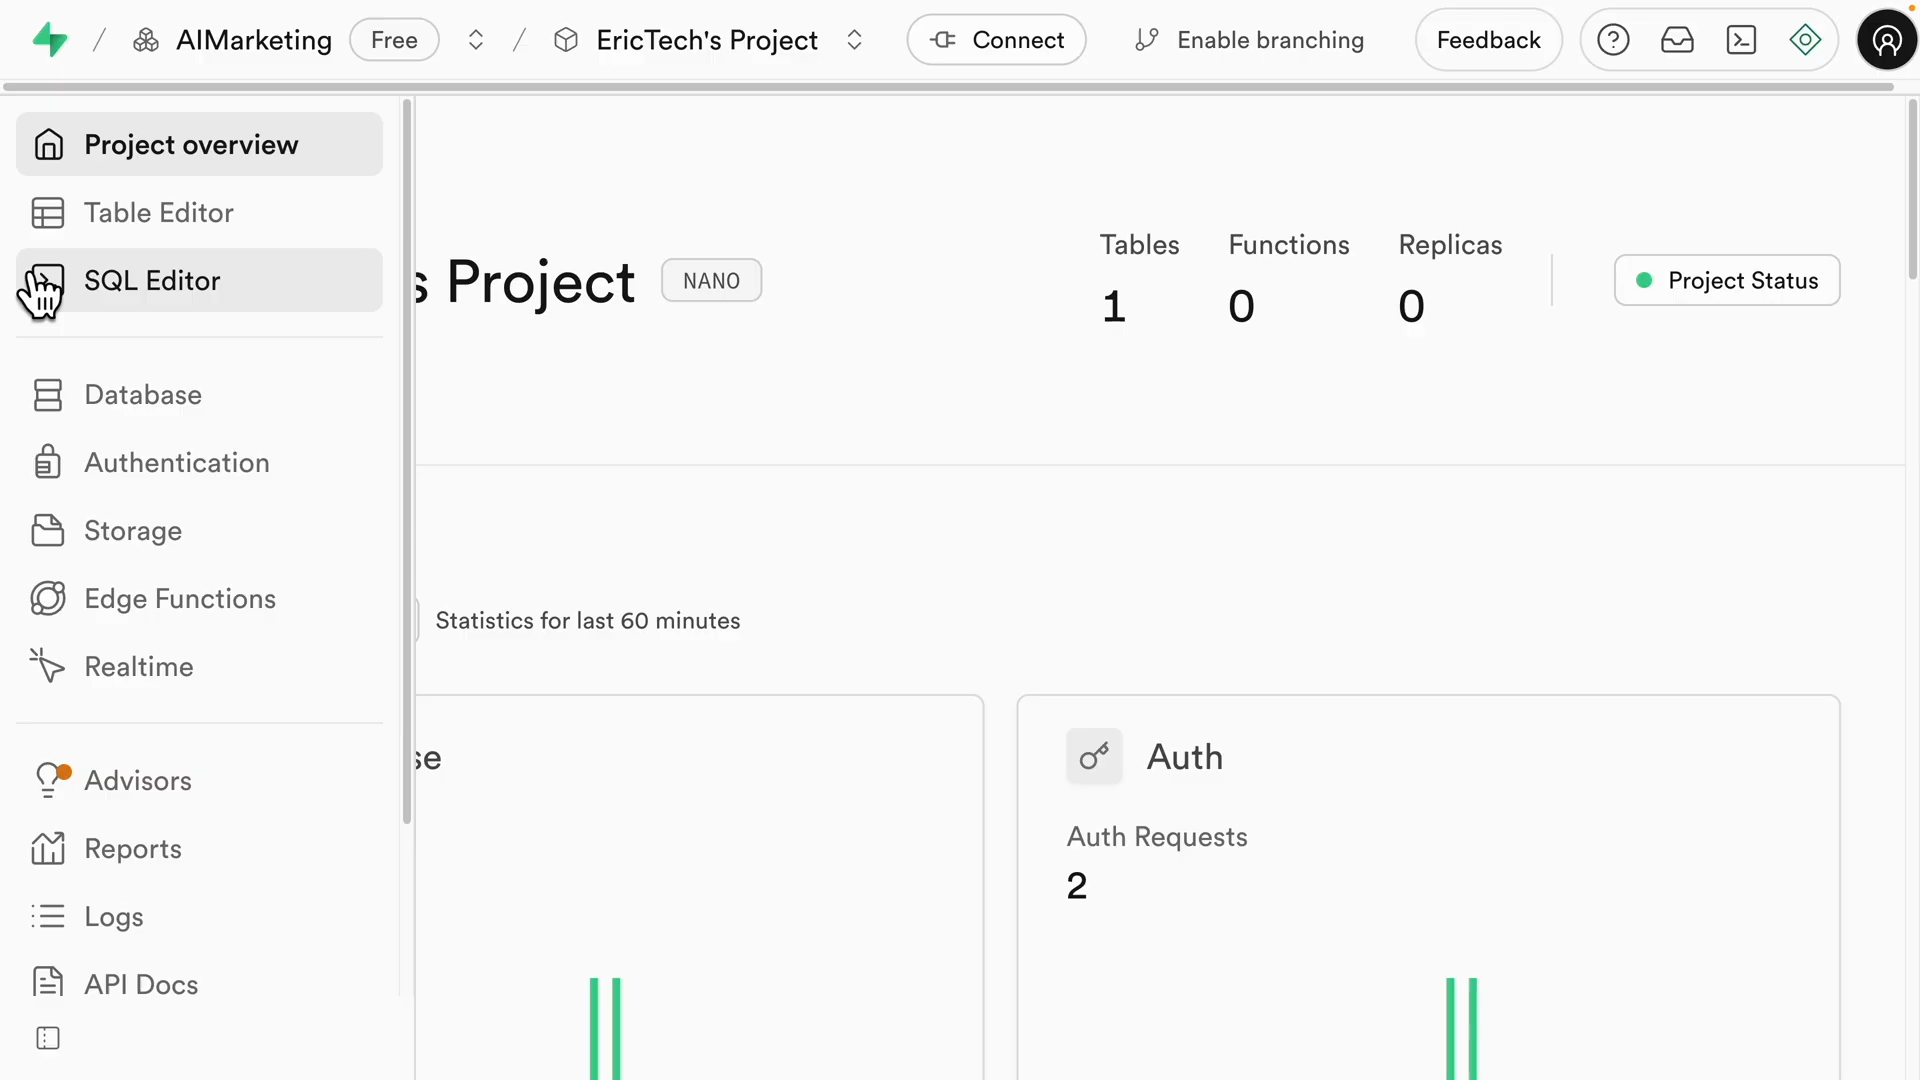 AIMarketing Free EricTech's Project Connect Enable branching Feedback
Project overview
Table Editor
SQL Editor
Database
Authentication
Storage
Edge Functions
Realtime
Advisors
Reports
Logs
API Docs
s Project NANO
Tables Functions Replicas
1 0 0
Project Status
Statistics for last 60 minutes
se
Auth
Auth Requests
2